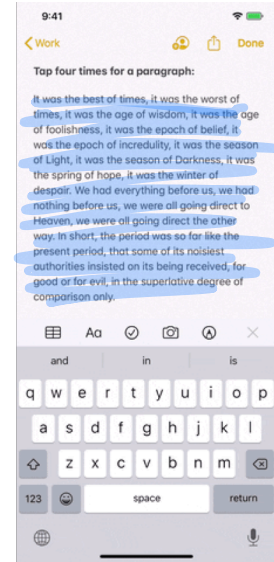 9:41
Work
Done
Tap four times for a paragraph:
It was the best of times, it was the worst of
times, it was the age of wisdom, it was the age
of foolishness, it was the epoch of belief, it
was the epoch of incredulity, it was the season
of Light, it was the season of Darkness, it was
the spring of hope, it was the winter of
despair. We had everything before us, we had
nothing before us, we were all going direct to
Heaven, we were all going direct the other
way. In short, the period was so far like the
present period, that some of its noisiest
authorities insisted on its being received, for
good or for evil, in the superlative degree of
comparison only.
Aa
and in is
q w e r t y u i o p
a s d f g h j k l
z x c v b n m
123 space return